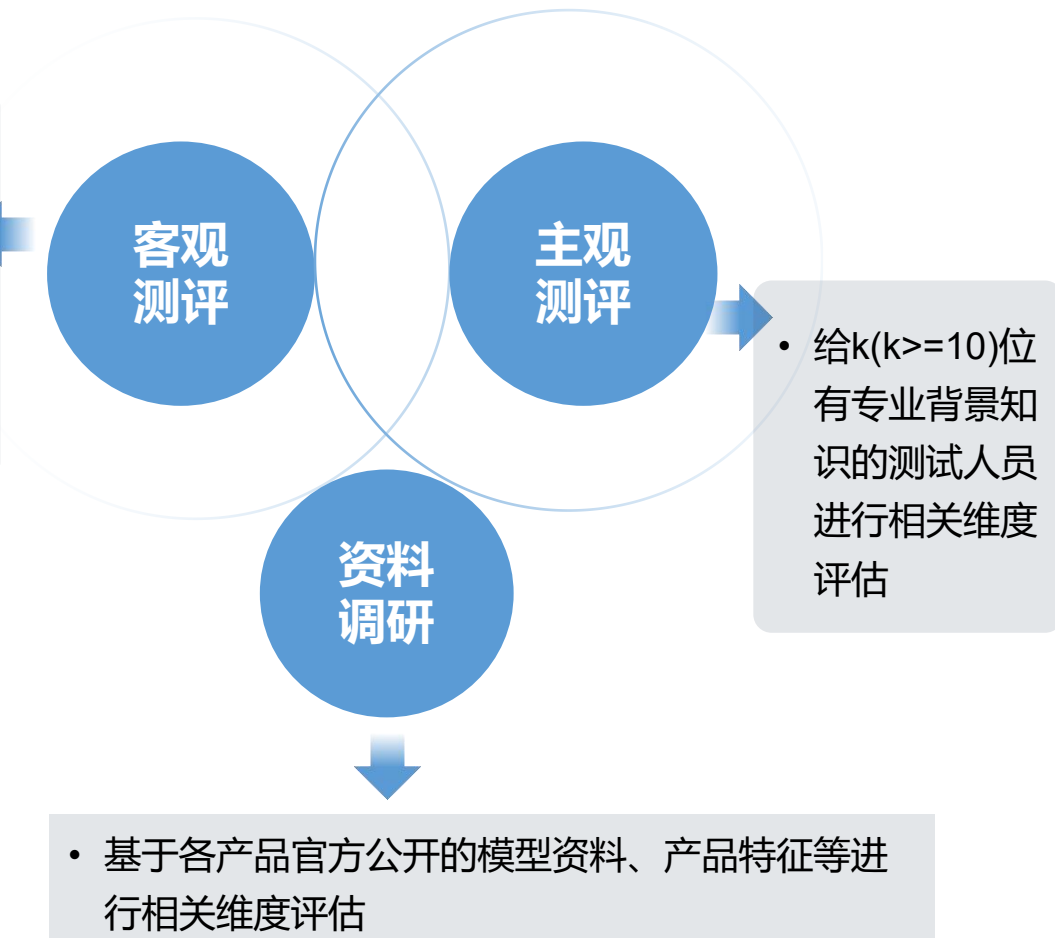 客观
测评
主观
测评
• 给k(k>=10)位
有专业背景知
识的测试人员
进行相关维度
评估
资料
调研
• 基于各产品官方公开的模型资料、产品特征等进
行相关维度评估